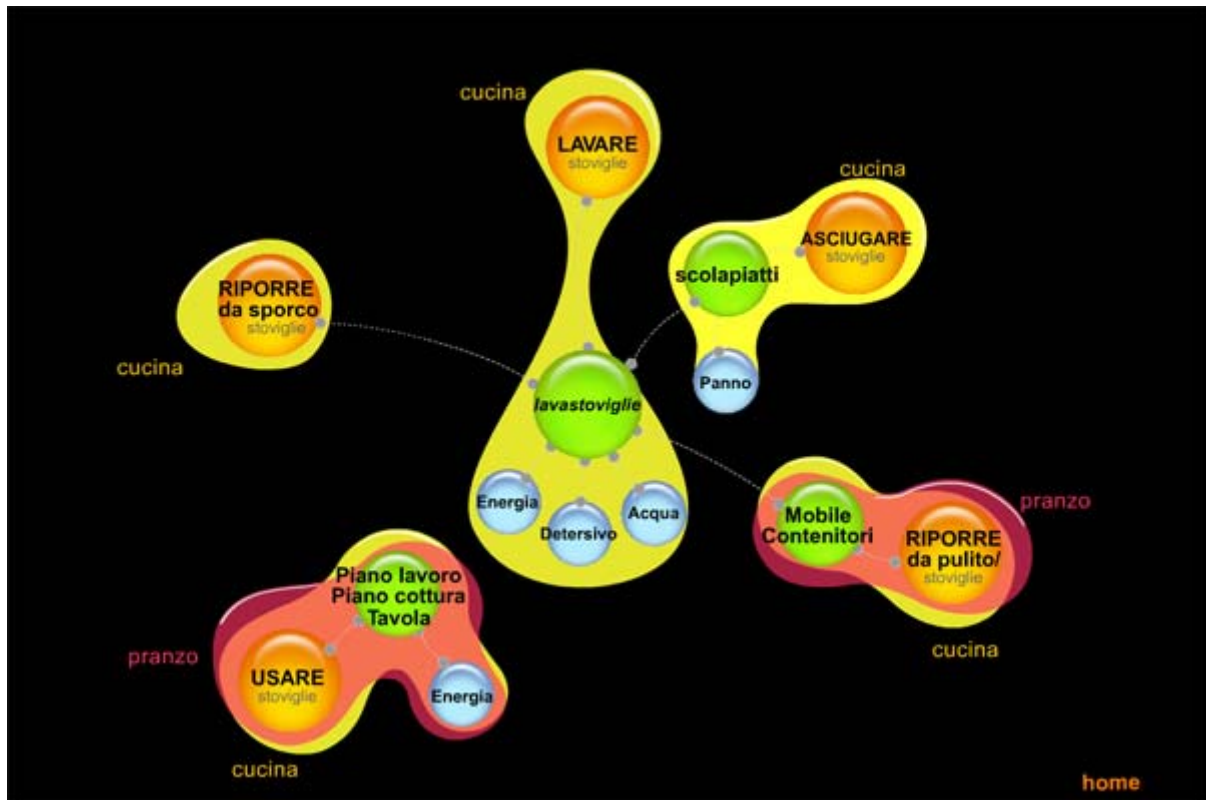 cucina
LAVARE
stoviglie
cucina
ASCIUGARE
stoviglie
scolapiatti
Panno
RIPORRE
da sporco
stoviglie
cucina
lavastoviglie
Energia
Detersivo
Acqua
pranzo
Mobile
Contenitori
RIPORRE
da pulito/
stoviglie
cucina
Piano lavoro
Piano cottura
Tavola
pranzo
USARE
stoviglie
Energia
cucina
home